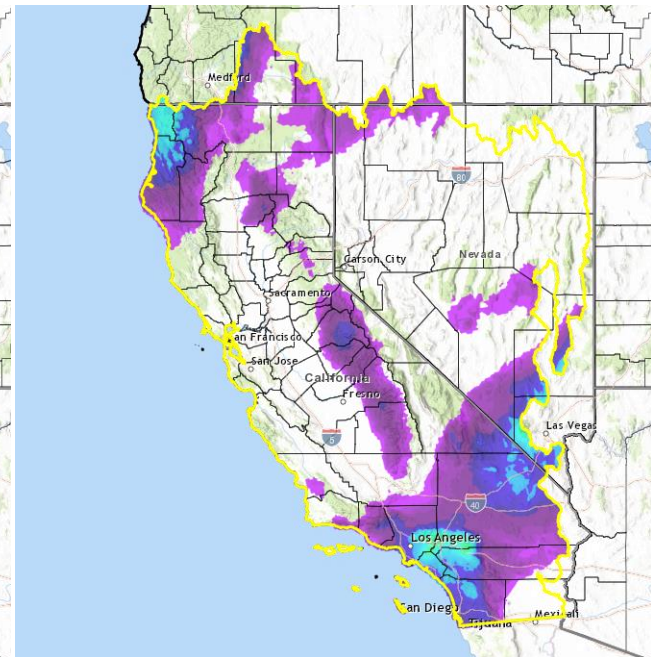 Medford
80
Nevada
Carson City
Sacramento
an Francisco
San Jose
California
Fresno
5
Las Vegas
40
Los Angeles
San Diego
Mexicali
Tijuana